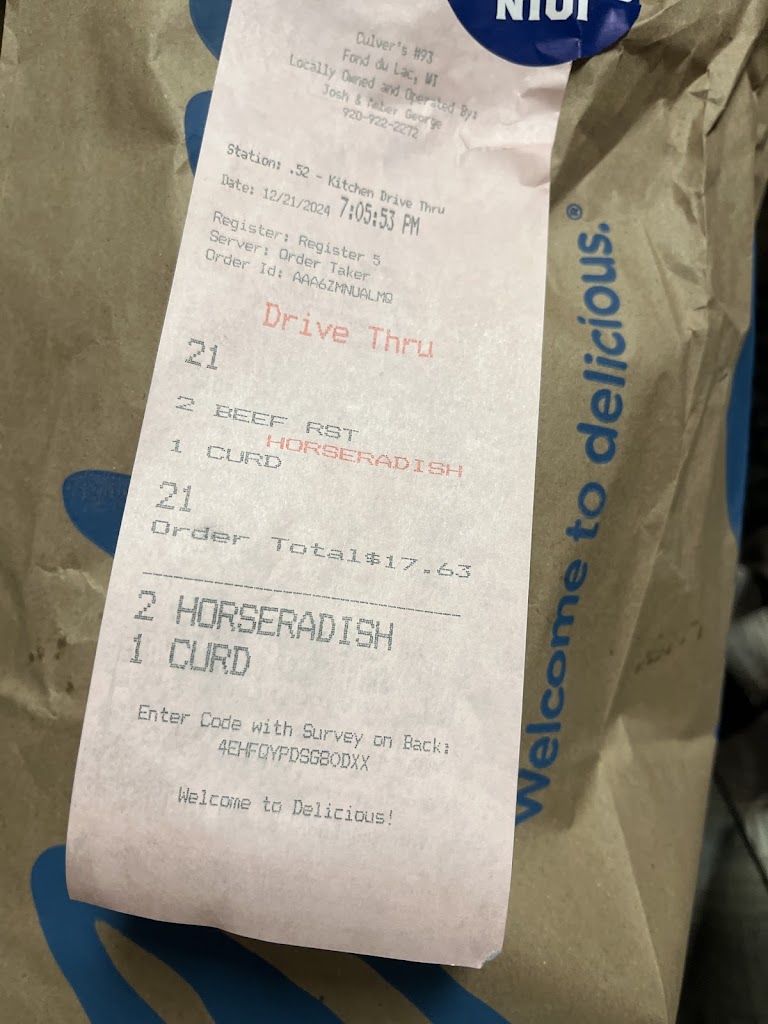 NIOI
Culver's #93
Fond du Lac, WI
Locally Owned and Operated By:
Josh & Amber George
920-922-2272
Station: .52 - Kitchen Drive Thru
Date: 12/21/2024 7:05:53 PM
Register: Register 5
Server: Order Taker
Order Id: AAA6ZMNUALMQ
Drive Thru
21
2 BEEF RST
HORSERADISH
1 CURD
21
Order Total$17.63
2 HORSERADISH
1 CURD
Enter Code with Survey on Back:
4EHFQYPDSGBODXX
Welcome to Delicious!
Welcome to delicious.®